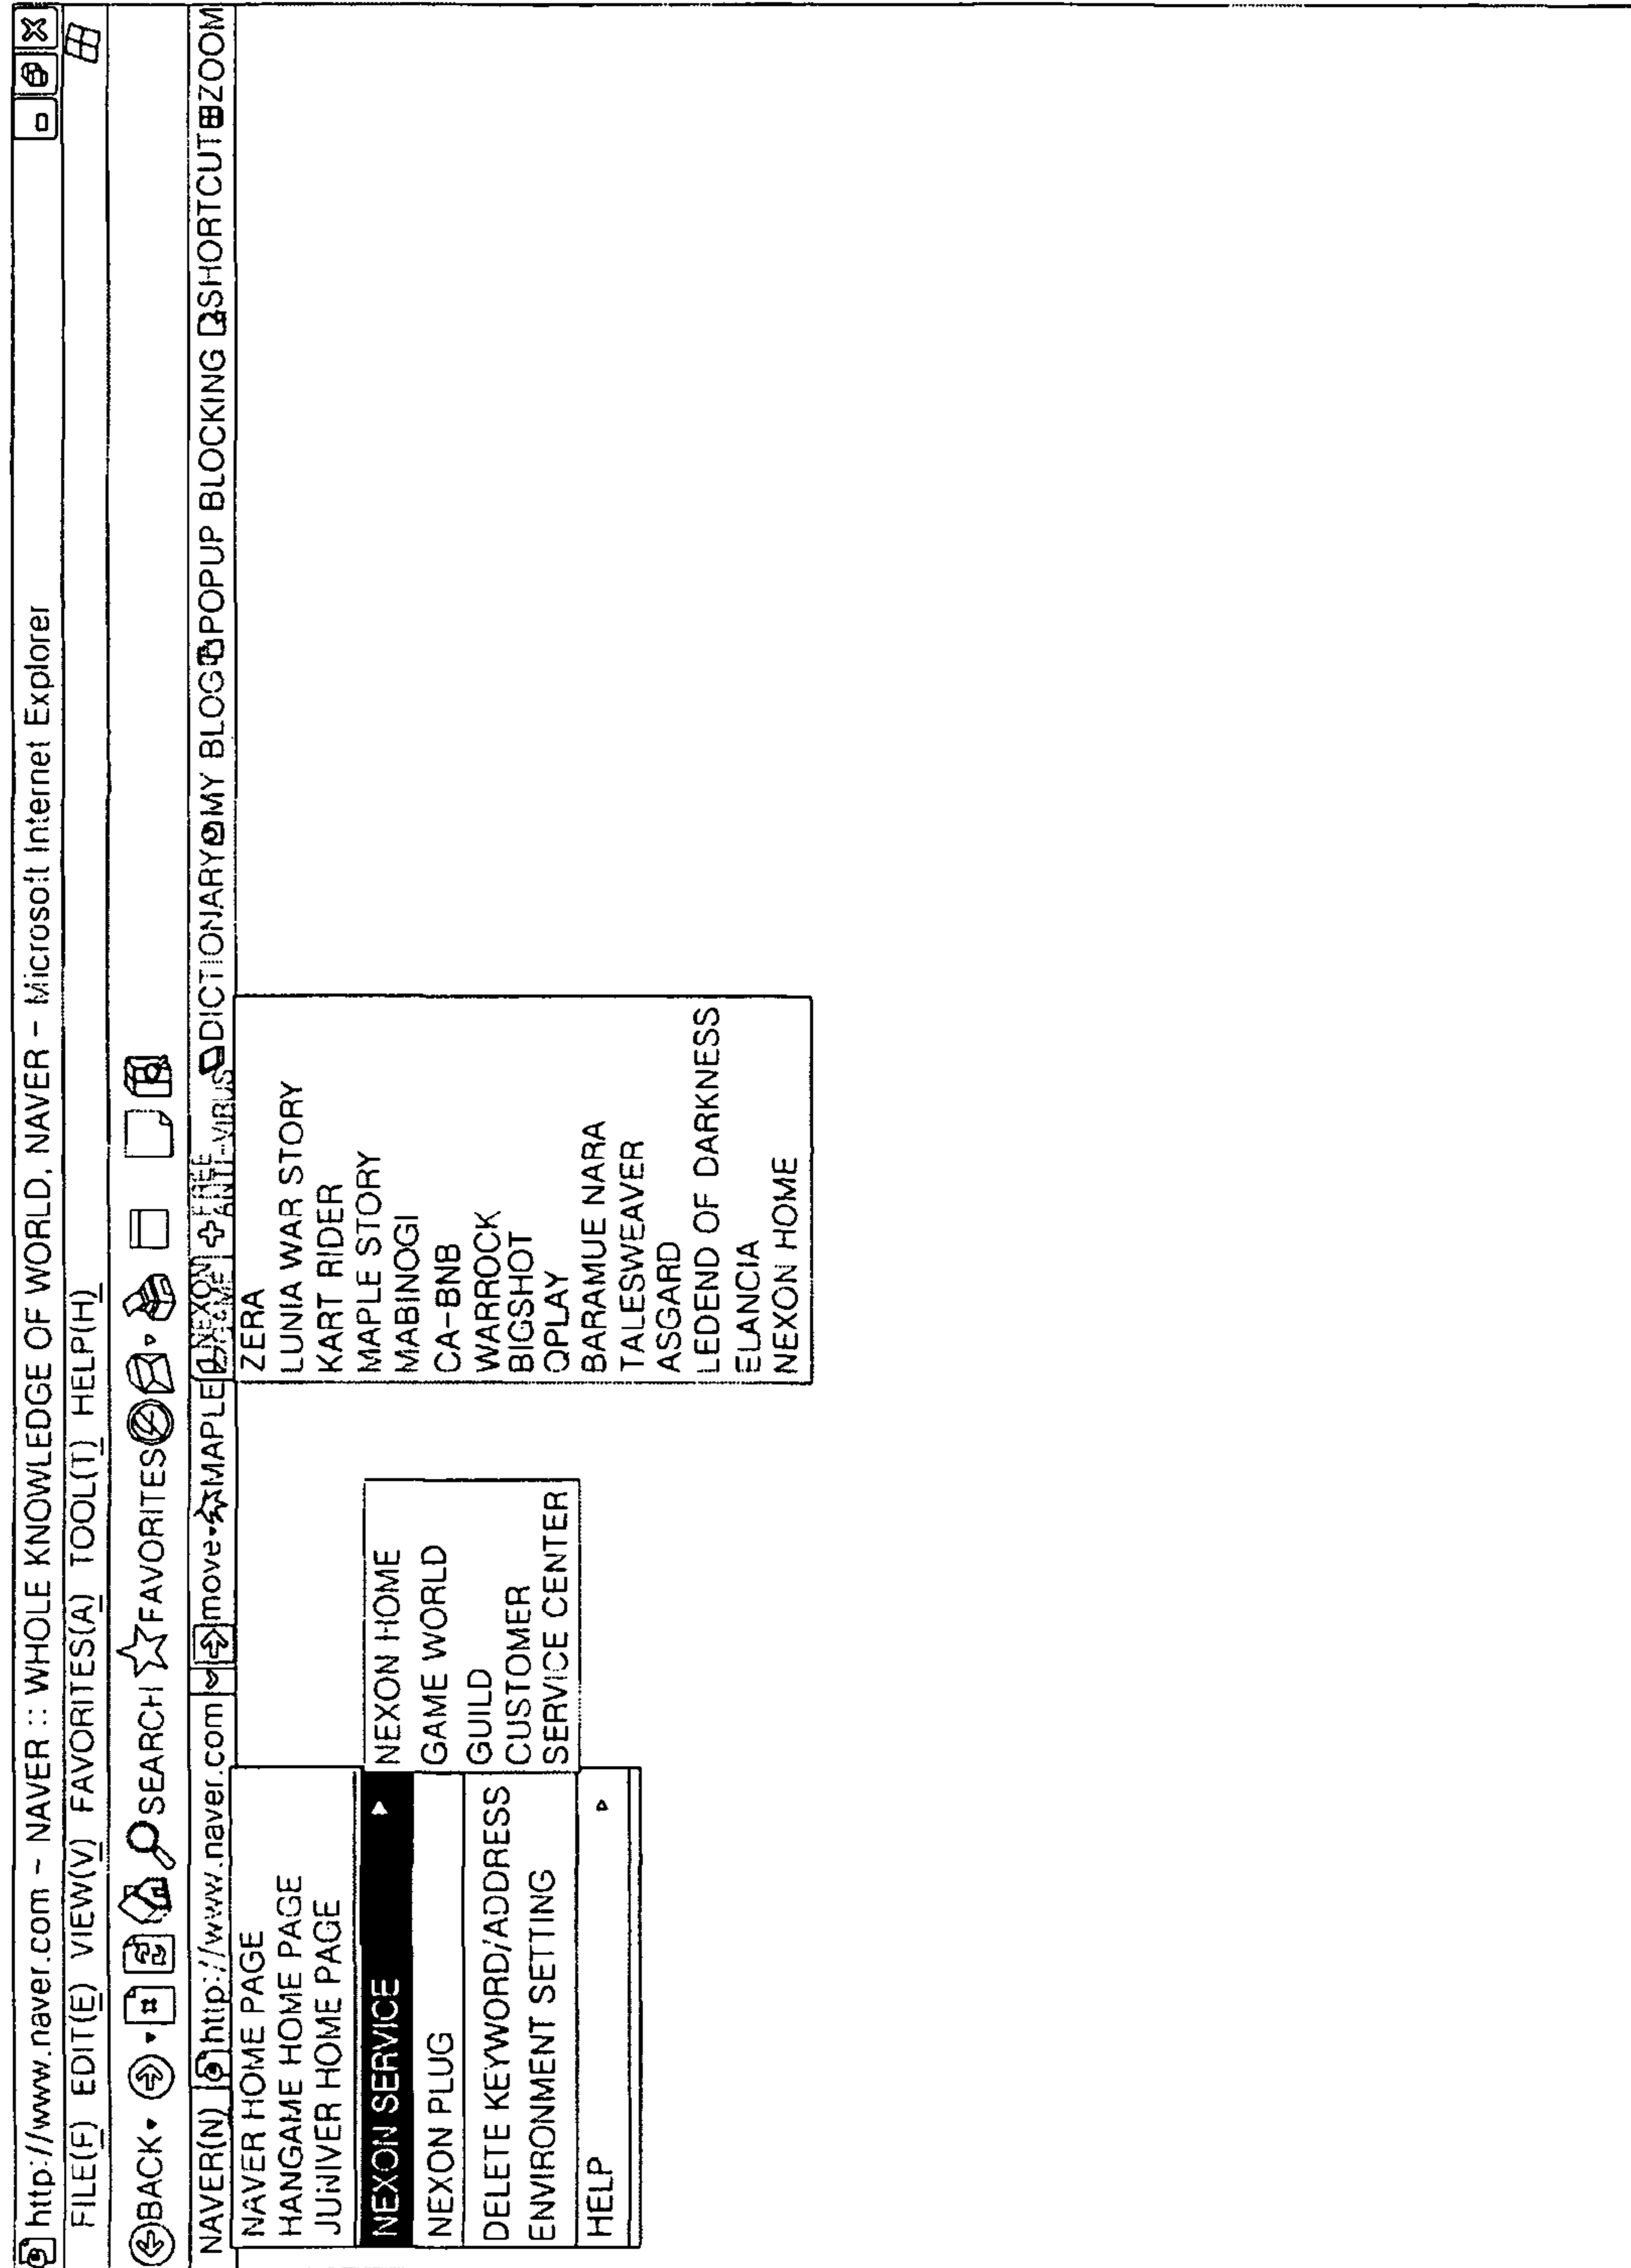 http://www.naver.com - NAVER :: WHOLE KNOWLEDGE OF WORLD, NAVER - Microsoft Internet Explorer
FILE(F) EDIT(E) VIEW(V) FAVORITES(A) TOOL(T) HELP(H)
BACK SEARCH FAVORITES
NAVER(N) http://www.naver.com move MAPLE NEXON GAME FREE ANTI-VIRUS DICTIONARY MY BLOG POPUP BLOCKING SHORTCUT ZOOM
NAVER HOME PAGE
HANGAME HOME PAGE
JUNIVER HOME PAGE
NEXON SERVICE
NEXON PLUG
DELETE KEYWORD/ADDRESS
ENVIRONMENT SETTING
HELP
NEXON HOME
GAME WORLD
GUILD
CUSTOMER
SERVICE CENTER
ZERA
LUNIA WAR STORY
KART RIDER
MAPLE STORY
MABINOGI
CA-BNB
WARROCK
BIGSHOT
QPLAY
BARAMUE NARA
TALESWEAVER
ASGARD
LEDEND OF DARKNESS
ELANCIA
NEXON HOME